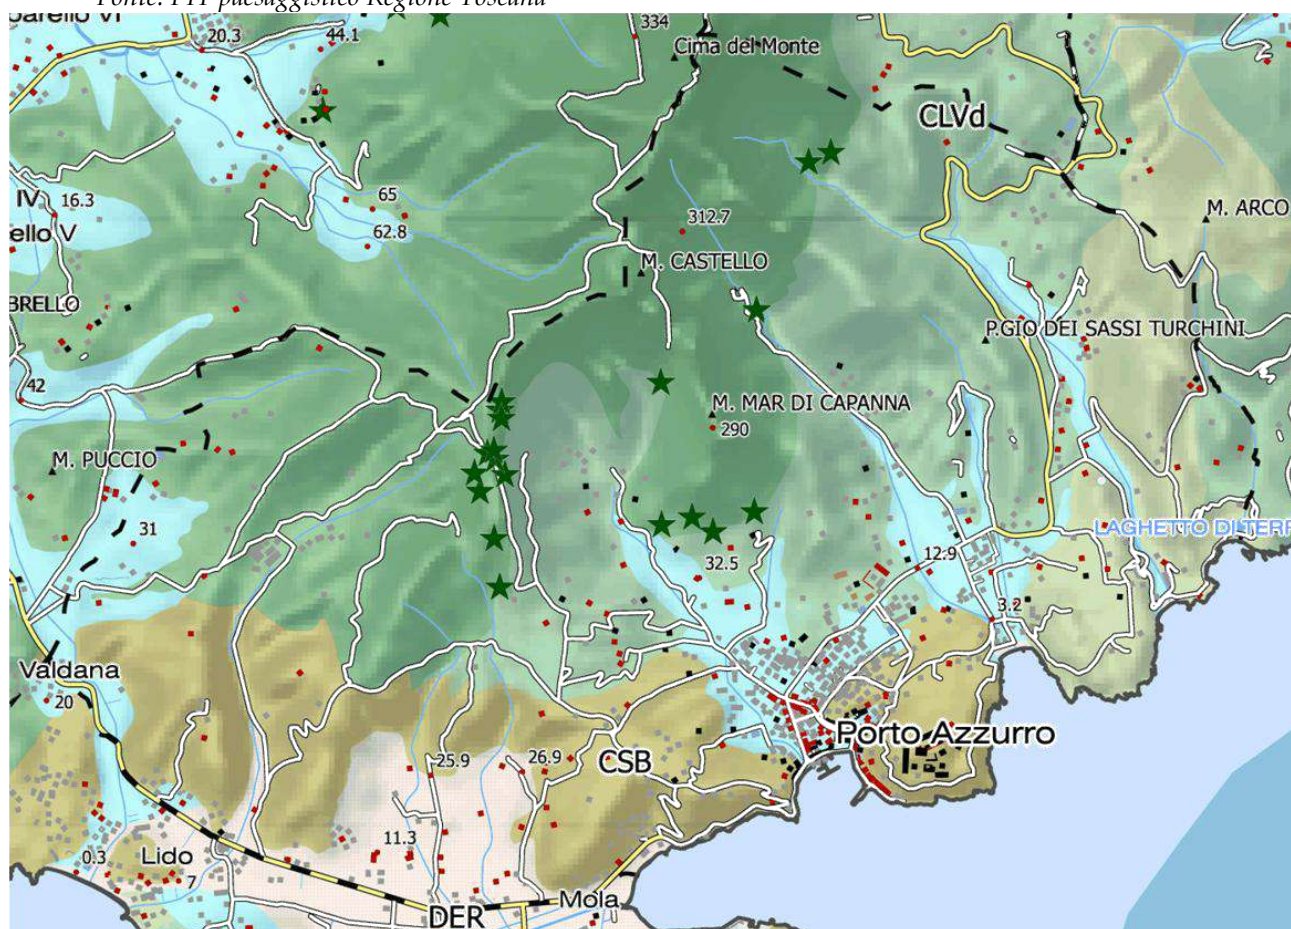 Fonte: PIT paesaggistico Regione Toscana
20.3
44.1
334
Cima del Monte
CLVd
65
IV
16.3
ello V
62.8
312.7
M. ARCO
M. CASTELLO
BRELLO
P.GIO DEI SASSI TURCHINI
42
M. MAR DI CAPANNA
290
M. PUCCIO
31
LAGHETTO DI TERR
32.5
12.9
3.2
Valdana
20
Porto Azzurro
25.9
26.9
CSB
11.3
0.3
Lido
7
Mola
DER